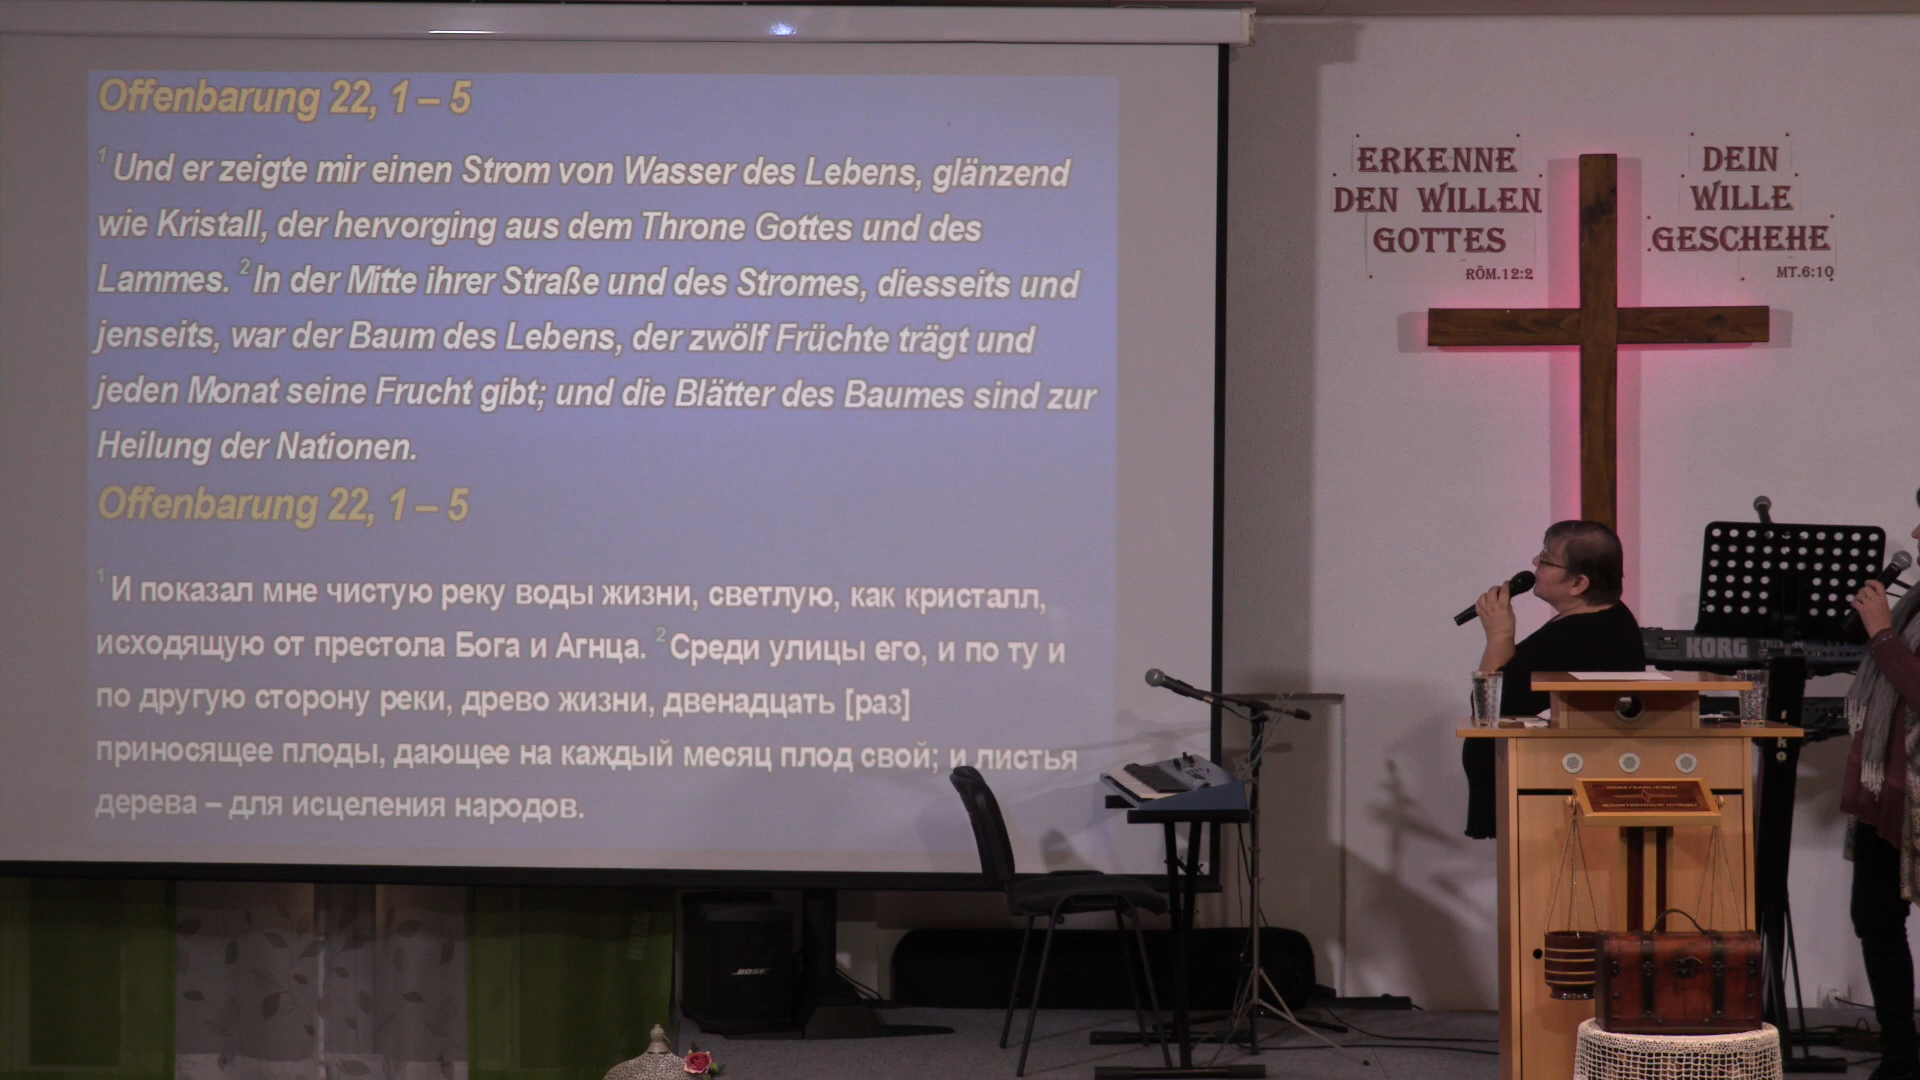 Offenbarung 22, 1 – 5
1 Und er zeigte mir einen Strom von Wasser des Lebens, glänzend
wie Kristall, der hervorging aus dem Throne Gottes und des
Lammes. 2 In der Mitte ihrer Straße und des Stromes, diesseits und
jenseits, war der Baum des Lebens, der zwölf Früchte trägt und
jeden Monat seine Frucht gibt; und die Blätter des Baumes sind zur
Heilung der Nationen.
Offenbarung 22, 1 – 5
1 И показал мне чистую реку воды жизни, светлую, как кристалл,
исходящую от престола Бога и Агнца. 2 Среди улицы его, и по ту и
по другую сторону реки, древо жизни, двенадцать [раз]
приносящее плоды, дающее на каждый месяц плод свой; и листья
дерева – для исцеления народов.
ERKENNE
DEN WILLEN
GOTTES
RÖM.12:2
DEIN
WILLE
GESCHEHE
MT.6:10
KORG
BOSE